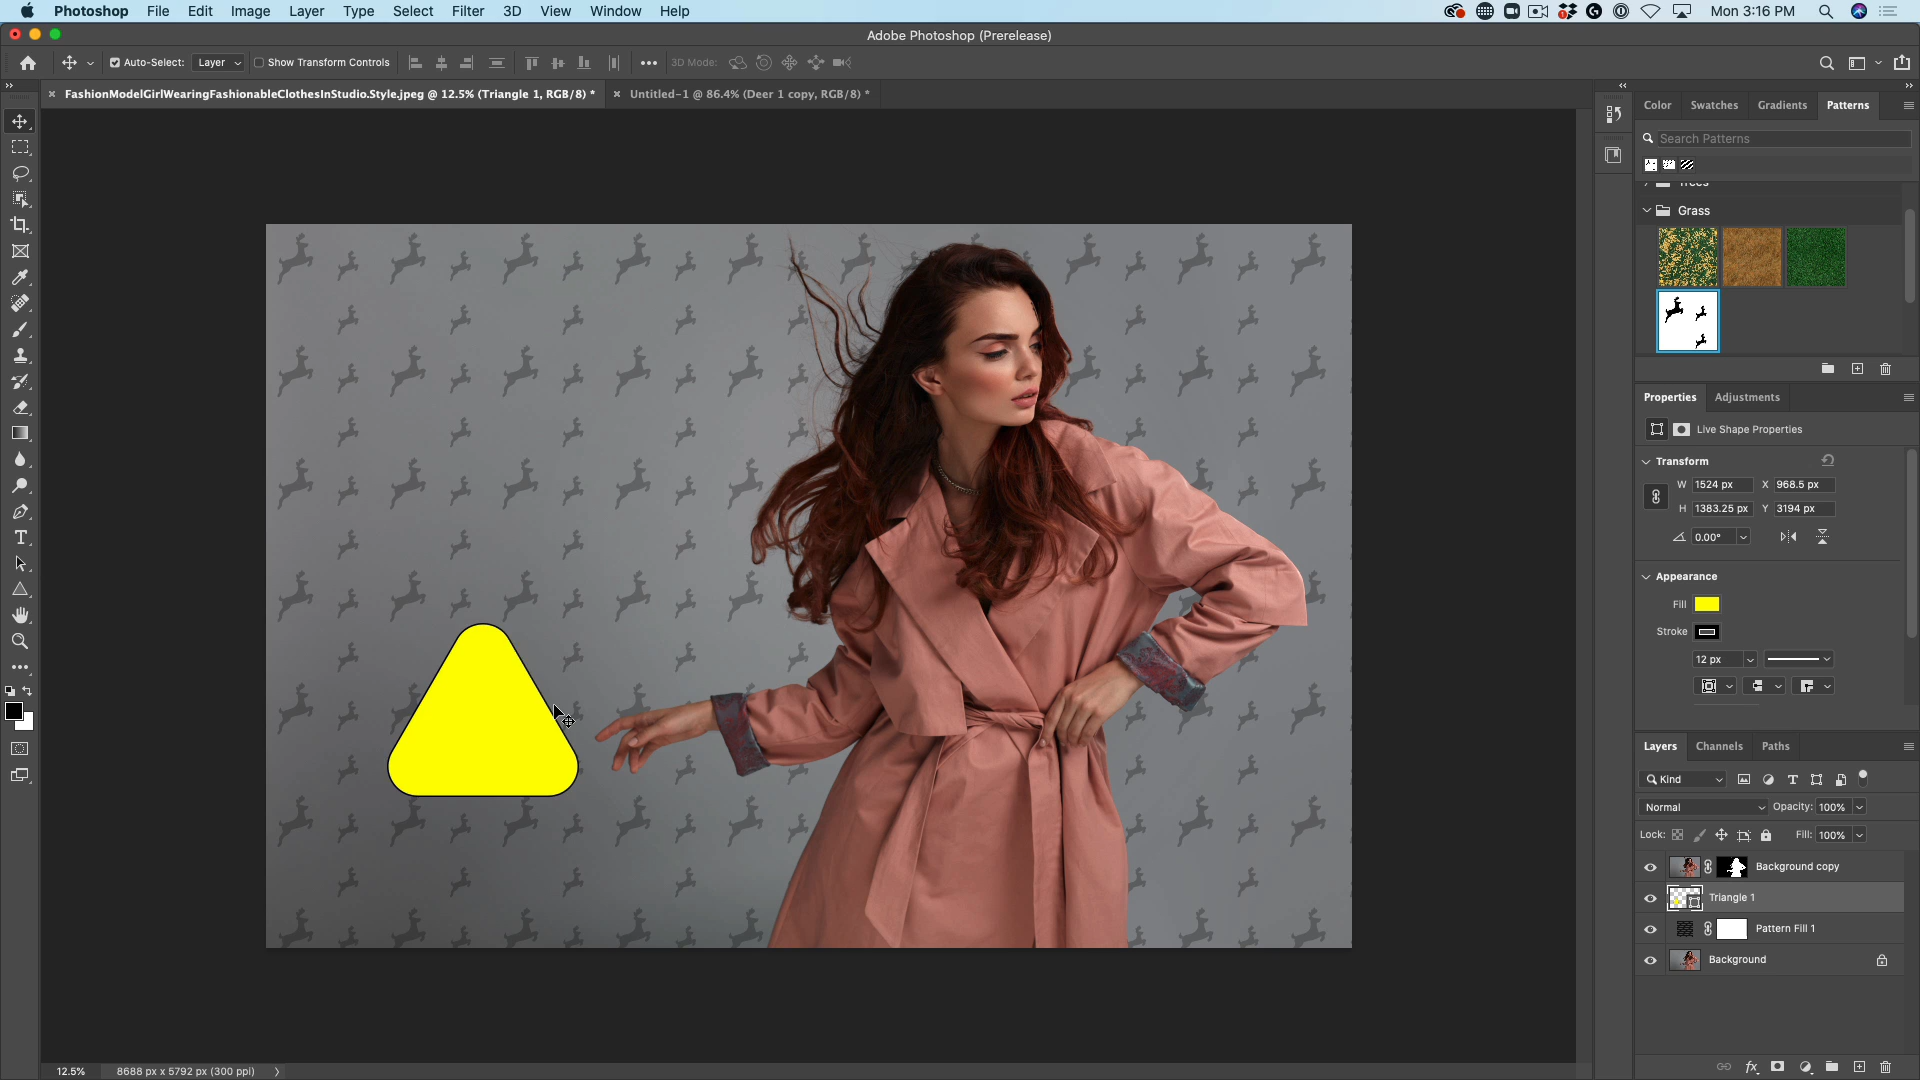 Photoshop File Edit Image Layer Type Select Filter 3D View Window Help Mon 3:16 PM
Adobe Photoshop (Prerelease)
Auto-Select: Layer Show Transform Controls 3D Mode:
FashionModelGirlWearingFashionableClothesInStudio.Style.jpeg @ 12.5% (Triangle 1, RGB/8) * Untitled-1 @ 86.4% (Deer 1 copy, RGB/8) *
Color Swatches Gradients Patterns
Search Patterns
Trees
Grass
Properties Adjustments
Live Shape Properties
Transform
W 1524 px X 968.5 px
H 1383.25 px Y 3194 px
0.00°
Appearance
Fill
Stroke
12 px
Layers Channels Paths
Kind
Normal Opacity: 100%
Lock: Fill: 100%
Background copy
Triangle 1
Pattern Fill 1
Background
fx
12.5% 8688 px x 5792 px (300 ppi)